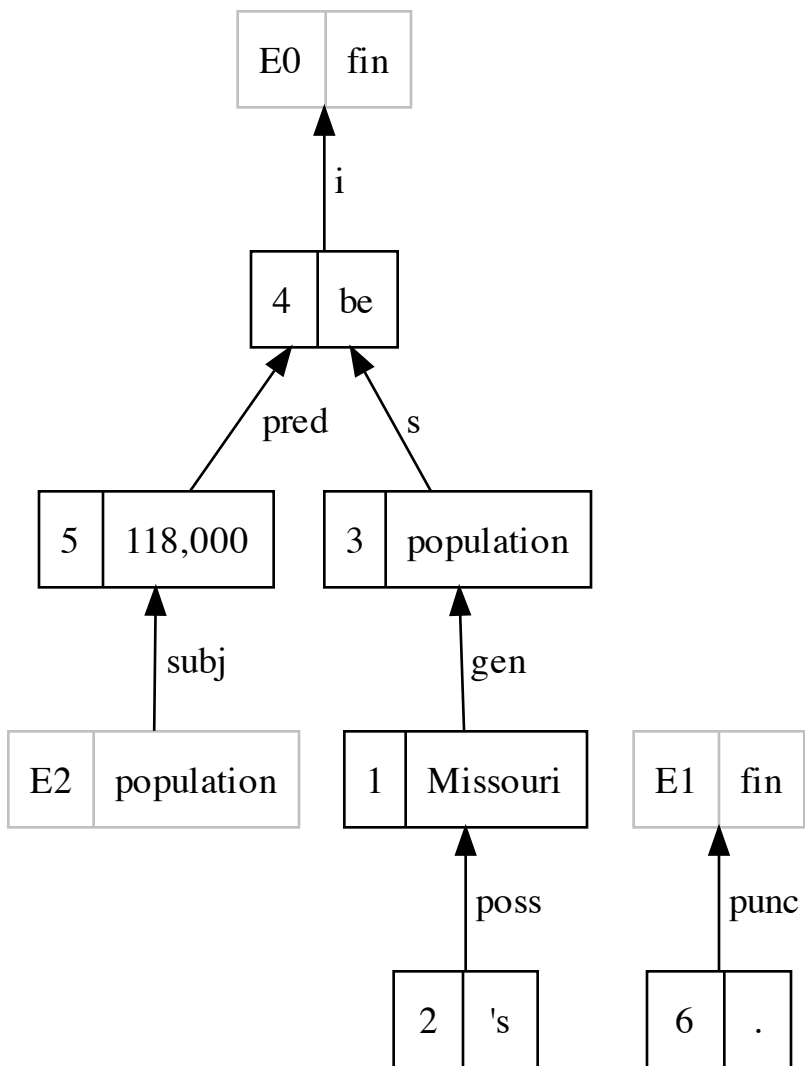 E0 fin
i
4 be
pred s
5 118,000 3 population
subj gen
E2 population 1 Missouri E1 fin
poss punc
2 's 6 .